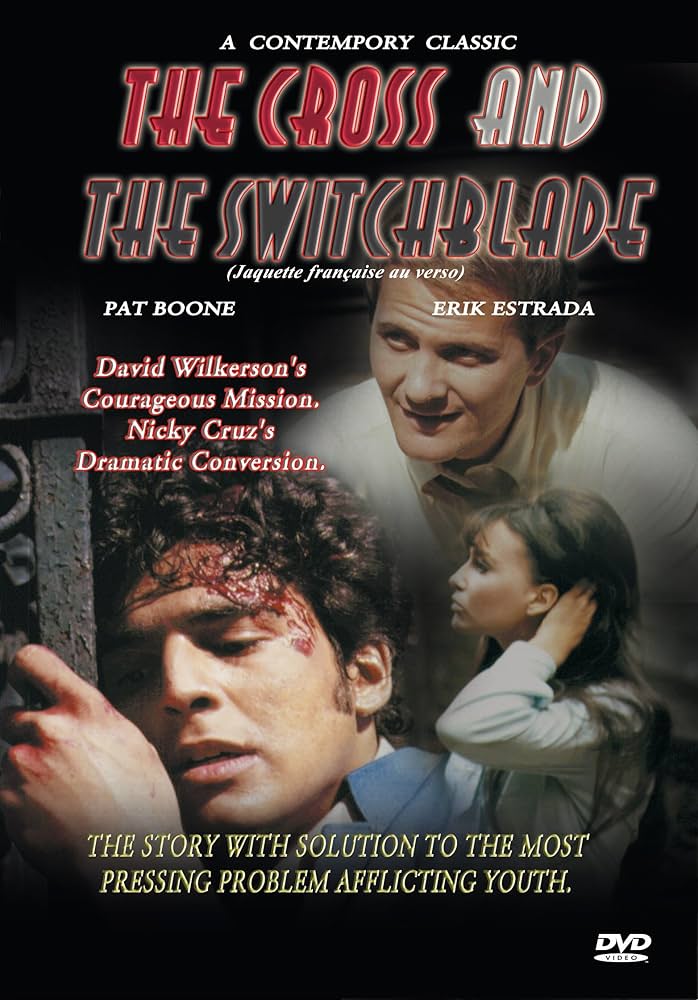 A CONTEMPORY CLASSIC
THE CROSS AND
THE SWITCHBLADE
(Jaquette française au verso)
PAT BOONE ERIK ESTRADA
David Wilkerson's
Courageous Mission.
Nicky Cruz's
Dramatic Conversion.
THE STORY WITH SOLUTION TO THE MOST
PRESSING PROBLEM AFFLICTING YOUTH.
DVD
VIDEO